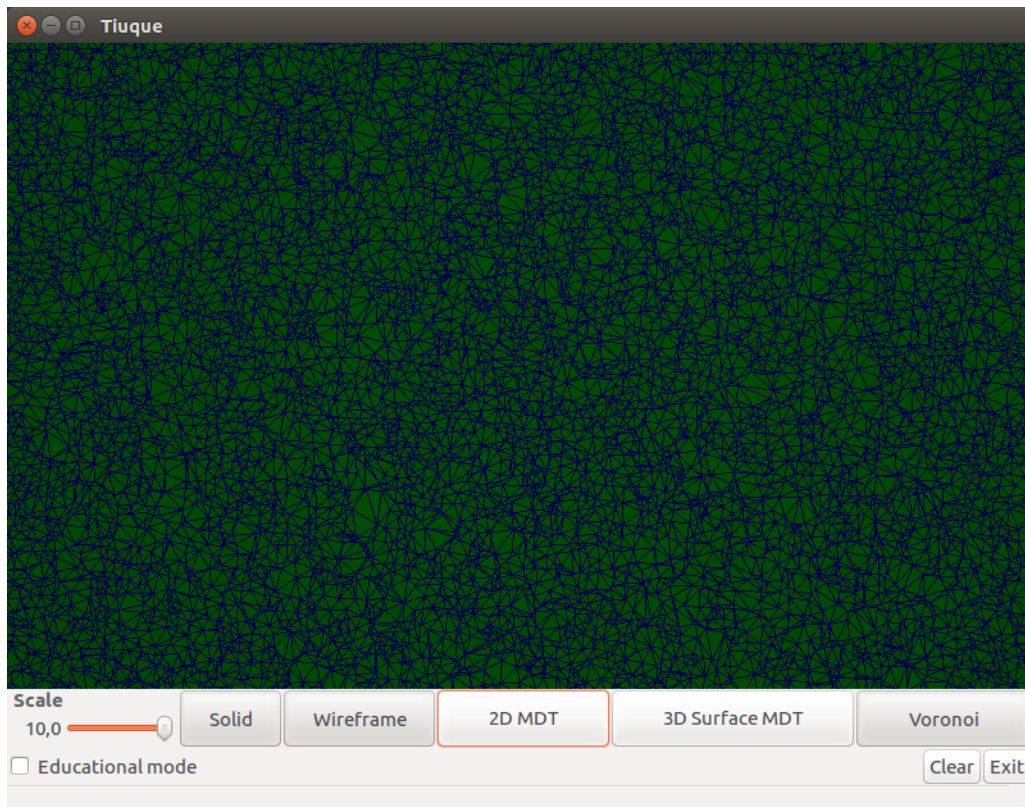 Tiuque
Scale
10,0
Solid
Wireframe
2D MDT
3D Surface MDT
Voronoi
Educational mode
Clear
Exit